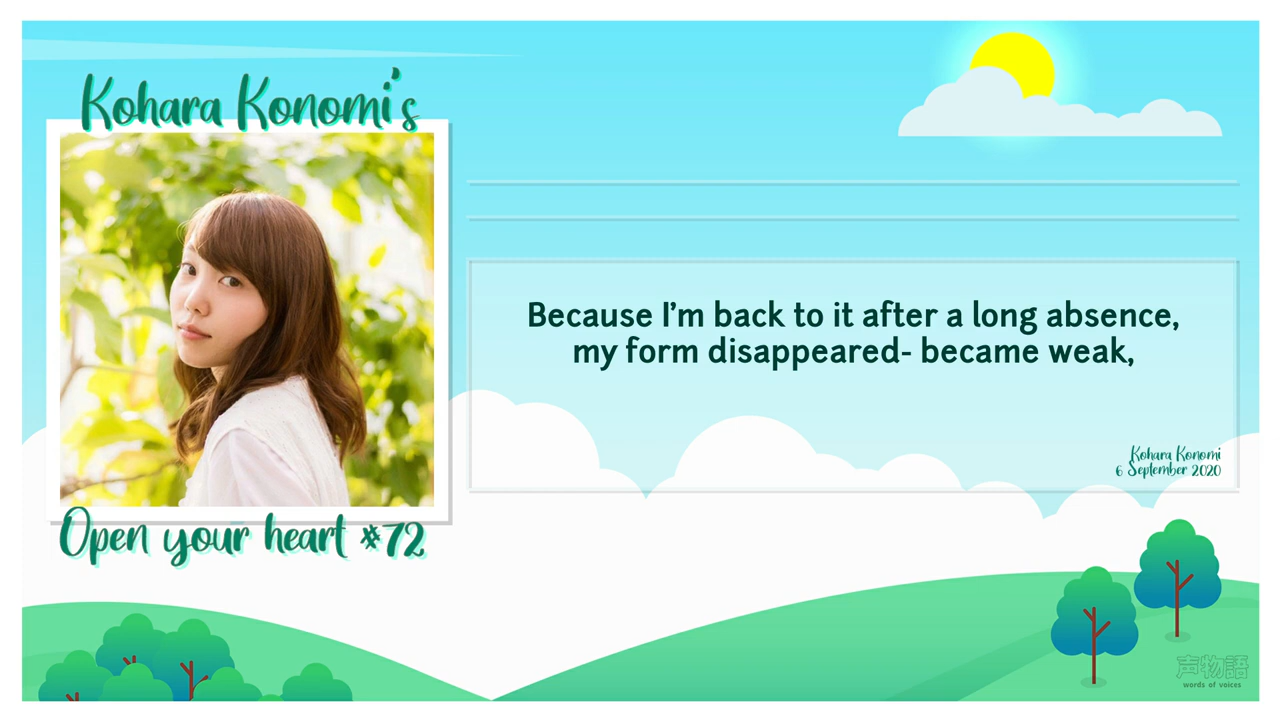 Kohara Konomi's
Open your heart #72
Because I'm back to it after a long absence,
my form disappeared- became weak,
Kohara Konomi
6 September 2020
声物語
words of voices